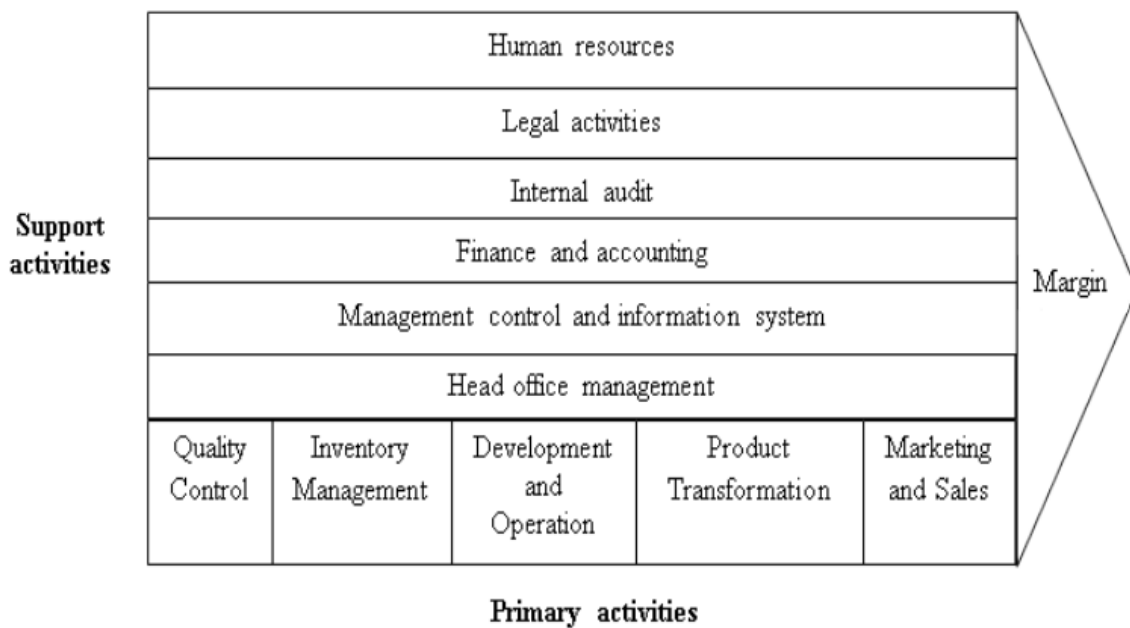 Human resources
Legal activities
Internal audit
Support
activities
Finance and accounting
Management control and information system
Margin
Head office management
Quality
Control
Inventory
Management
Development
and
Operation
Product
Transformation
Marketing
and Sales
Primary activities